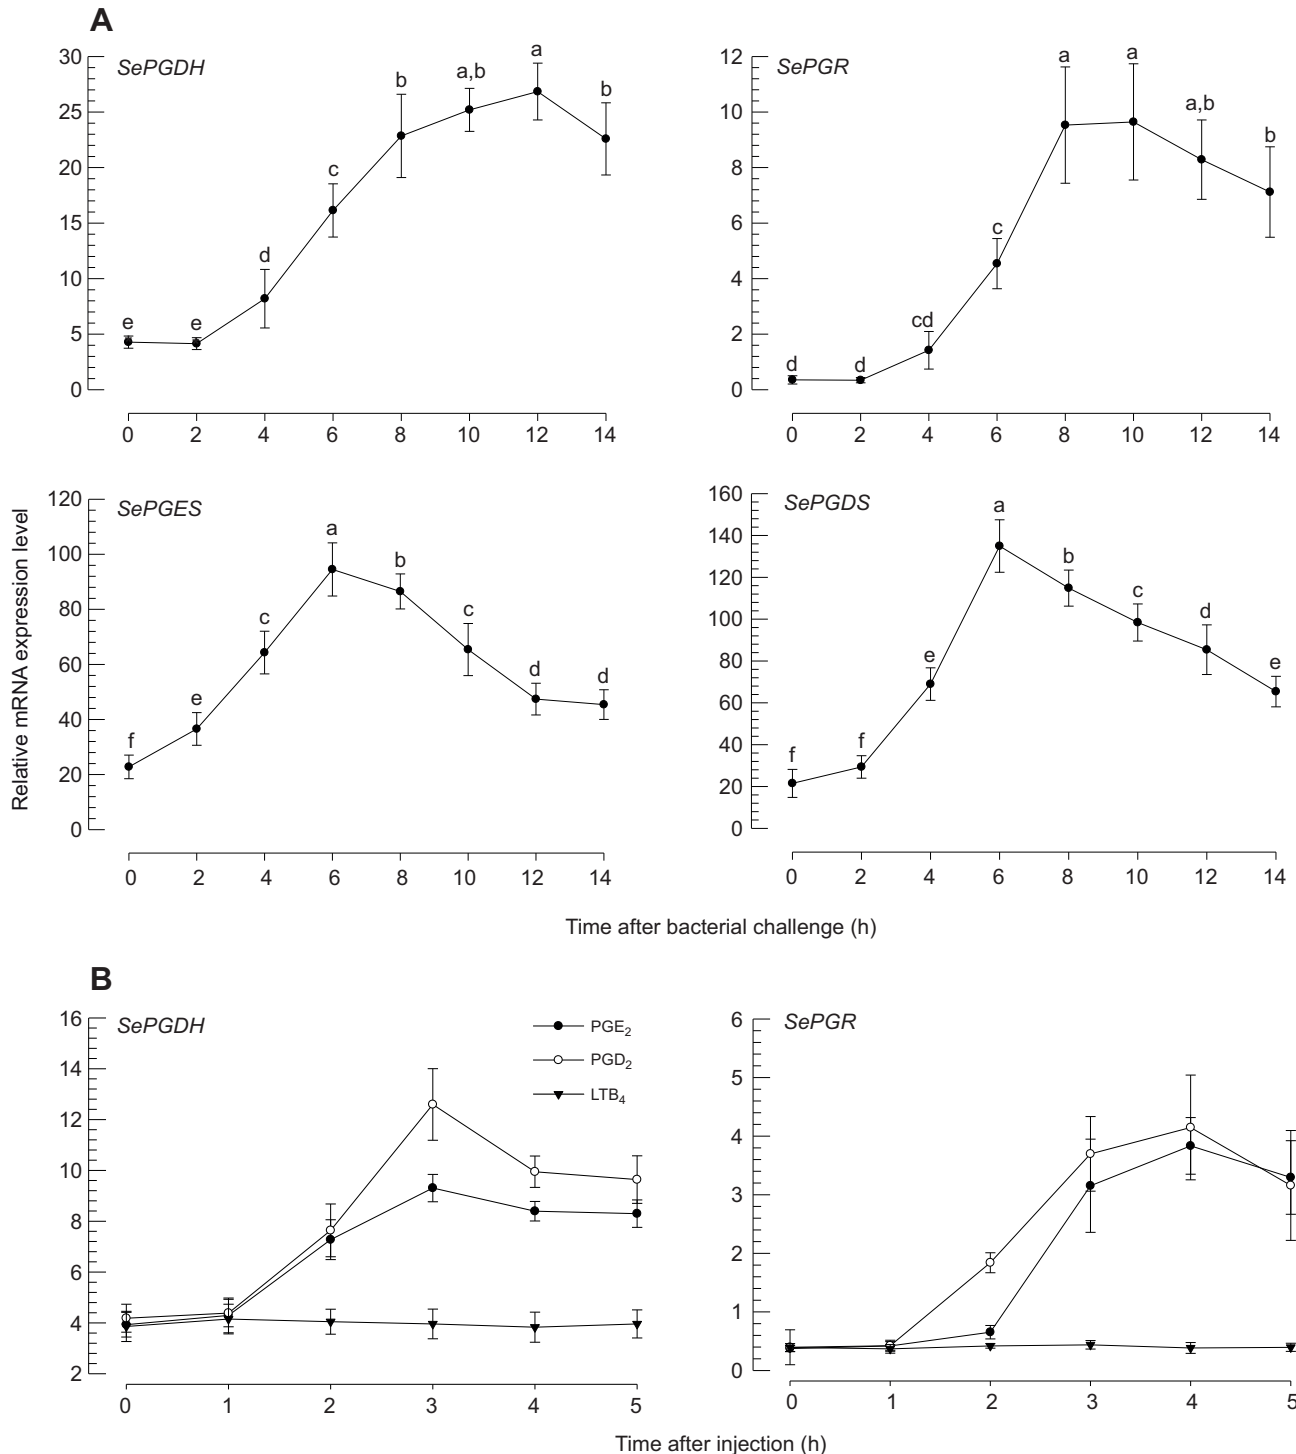 A
SePGDH
30
25
20
15
10
5
0
e e d c b a,b a b
0 2 4 6 8 10 12 14
SePGR
12
10
8
6
4
2
0
d d cd c a a a,b b
0 2 4 6 8 10 12 14
Relative mRNA expression level
SePGES
120
100
80
60
40
20
0
f e c a b c d d
0 2 4 6 8 10 12 14
SePGDS
160
140
120
100
80
60
40
20
0
f f e a b c d e
0 2 4 6 8 10 12 14
Time after bacterial challenge (h)
B
SePGDH
16
14
12
10
8
6
4
2
PGE2
PGD2
LTB4
0 1 2 3 4 5
SePGR
6
5
4
3
2
1
0
0 1 2 3 4 5
Time after injection (h)